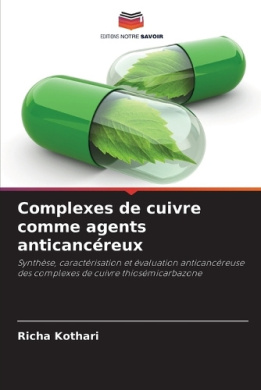 EDITIONS NOTRE SAVOIR
Complexes de cuivre
comme agents
anticancéreux
Synthèse, caractérisation et évaluation anticancéreuse
des complexes de cuivre thiosémicarbazone
Richa Kothari